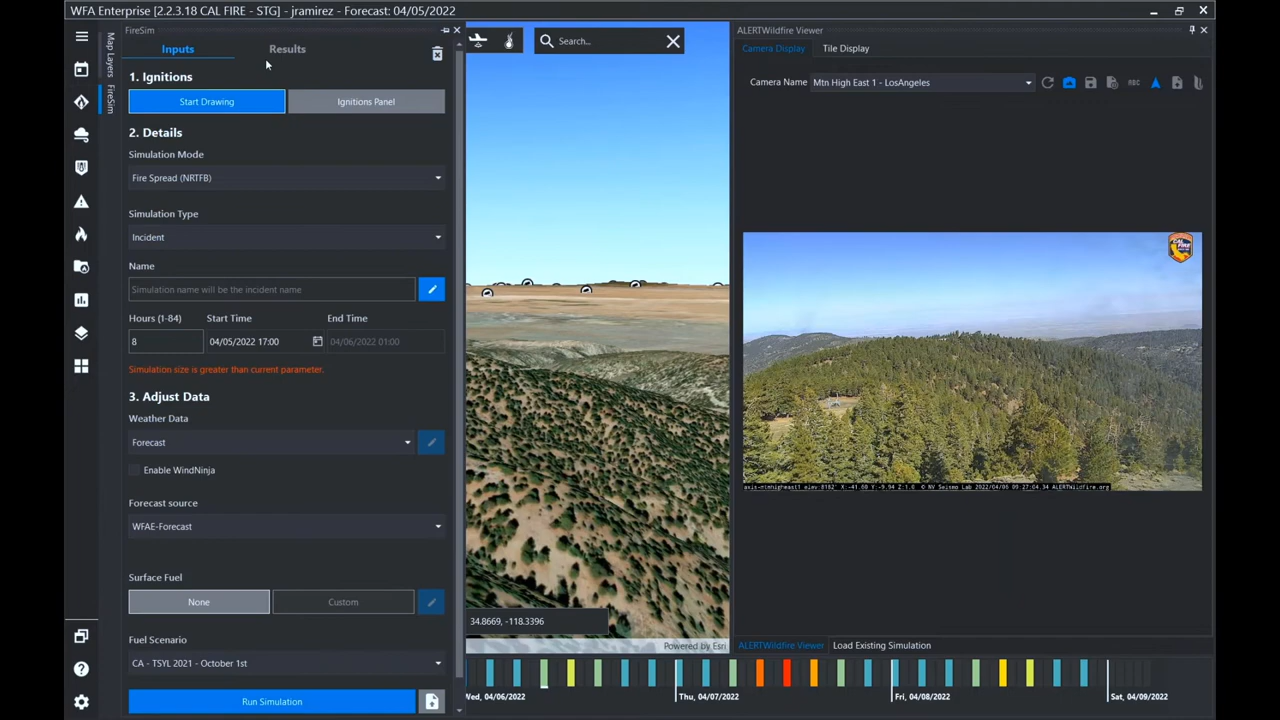 WFA Enterprise [2.2.3.18 CAL FIRE - STG] - jramirez - Forecast: 04/05/2022
FireSim
Map Layers
FireSim
Inputs
Results
1. Ignitions
Start Drawing
Ignitions Panel
2. Details
Simulation Mode
Fire Spread (NRTFB)
Simulation Type
Incident
Name
Simulation name will be the incident name
Hours (1-84)
Start Time
End Time
8
04/05/2022 17:00
04/06/2022 01:00
Simulation size is greater than current parameter.
3. Adjust Data
Weather Data
Forecast
Enable WindNinja
Forecast source
WFAE-Forecast
Surface Fuel
None
Custom
Fuel Scenario
CA - TSYL 2021 - October 1st
Run Simulation
Search...
34.8669, -118.3396
Powered by Esri
ALERTWildfire Viewer
Camera Display
Tile Display
Camera Name
Mtn High East 1 - LosAngeles
REC
CAL FIRE
ALERTWildfire Viewer
Load Existing Simulation
Wed, 04/06/2022
Thu, 04/07/2022
Fri, 04/08/2022
Sat, 04/09/2022